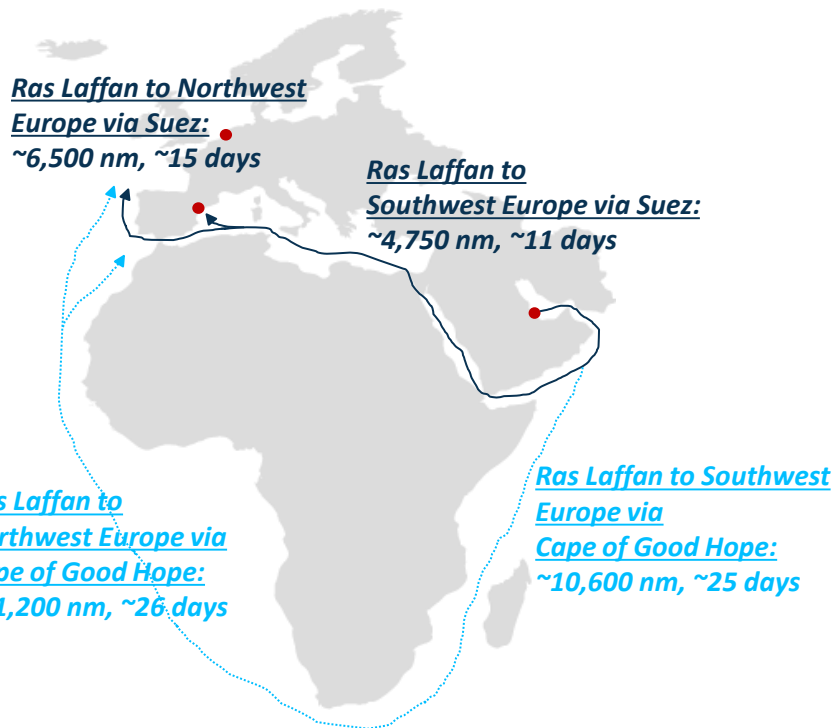 Ras Laffan to Northwest
Europe via Suez:
~6,500 nm, ~15 days
Ras Laffan to
Southwest Europe via Suez:
~4,750 nm, ~11 days
s Laffan to
rthwest Europe via
pe of Good Hope:
1,200 nm, ~26 days
Ras Laffan to Southwest
Europe via
Cape of Good Hope:
~10,600 nm, ~25 days